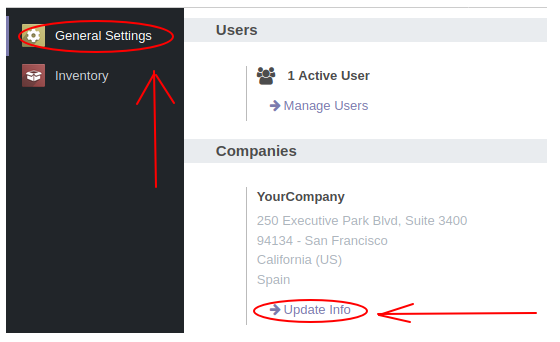 General Settings
Inventory
Users
1 Active User
Manage Users
Companies
YourCompany
250 Executive Park Blvd, Suite 3400
94134 - San Francisco
California (US)
Spain
Update Info